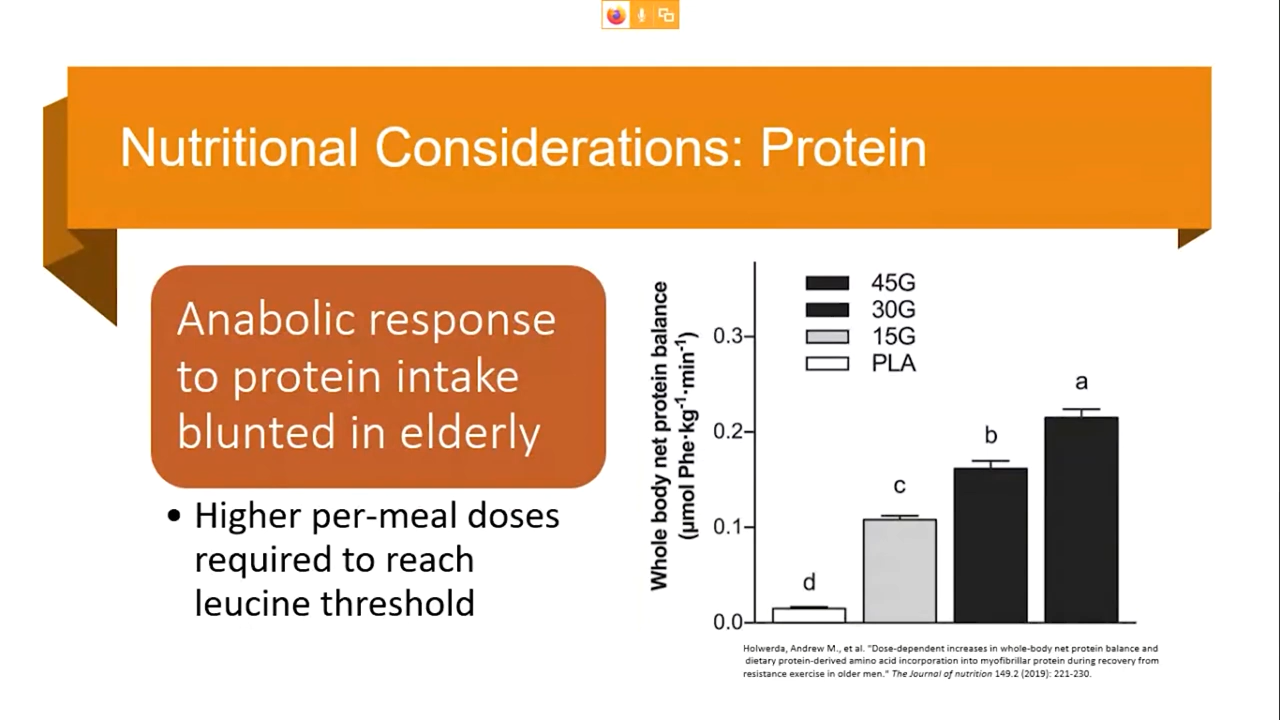 Nutritional Considerations: Protein
Anabolic response
to protein intake
blunted in elderly
• Higher per-meal doses
required to reach
leucine threshold
Whole body net protein balance
(µmol Phe·kg⁻¹·min⁻¹)
45G
30G
15G
PLA
0.3
0.2
0.1
0.0
d
c
b
a
Holwerda, Andrew M., et al. "Dose-dependent increases in whole-body net protein balance and
dietary protein-derived amino acid incorporation into myofibrillar protein during recovery from
resistance exercise in older men." The Journal of nutrition 149.2 (2019): 221-230.